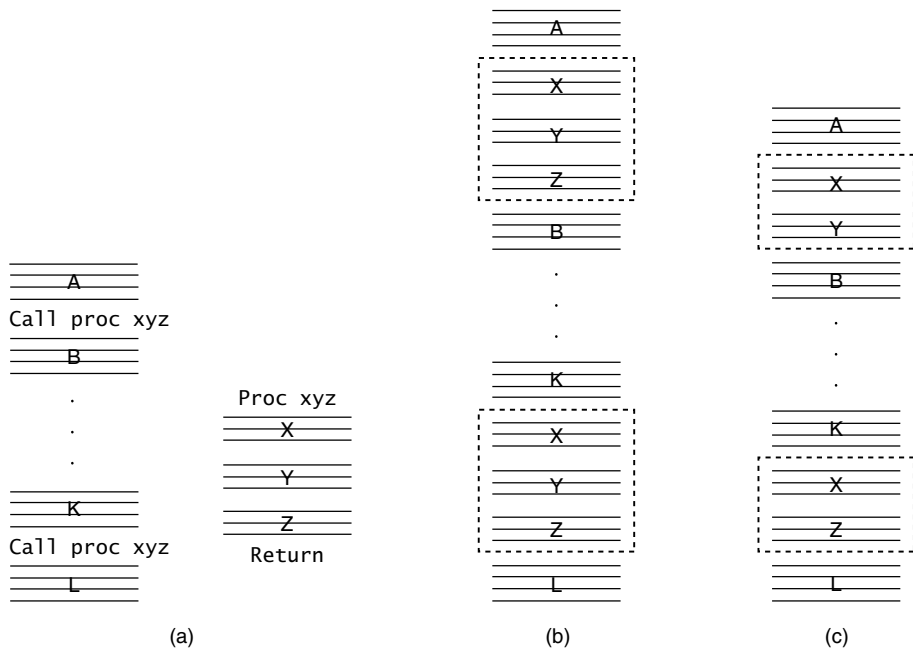 A
Call proc xyz
B
.
.
.
K
Call proc xyz
L
Proc xyz
X
Y
Z
Return
(a)
A
X
Y
Z
B
.
.
.
K
X
Y
Z
L
(b)
A
X
Y
B
.
.
.
K
X
Z
L
(c)